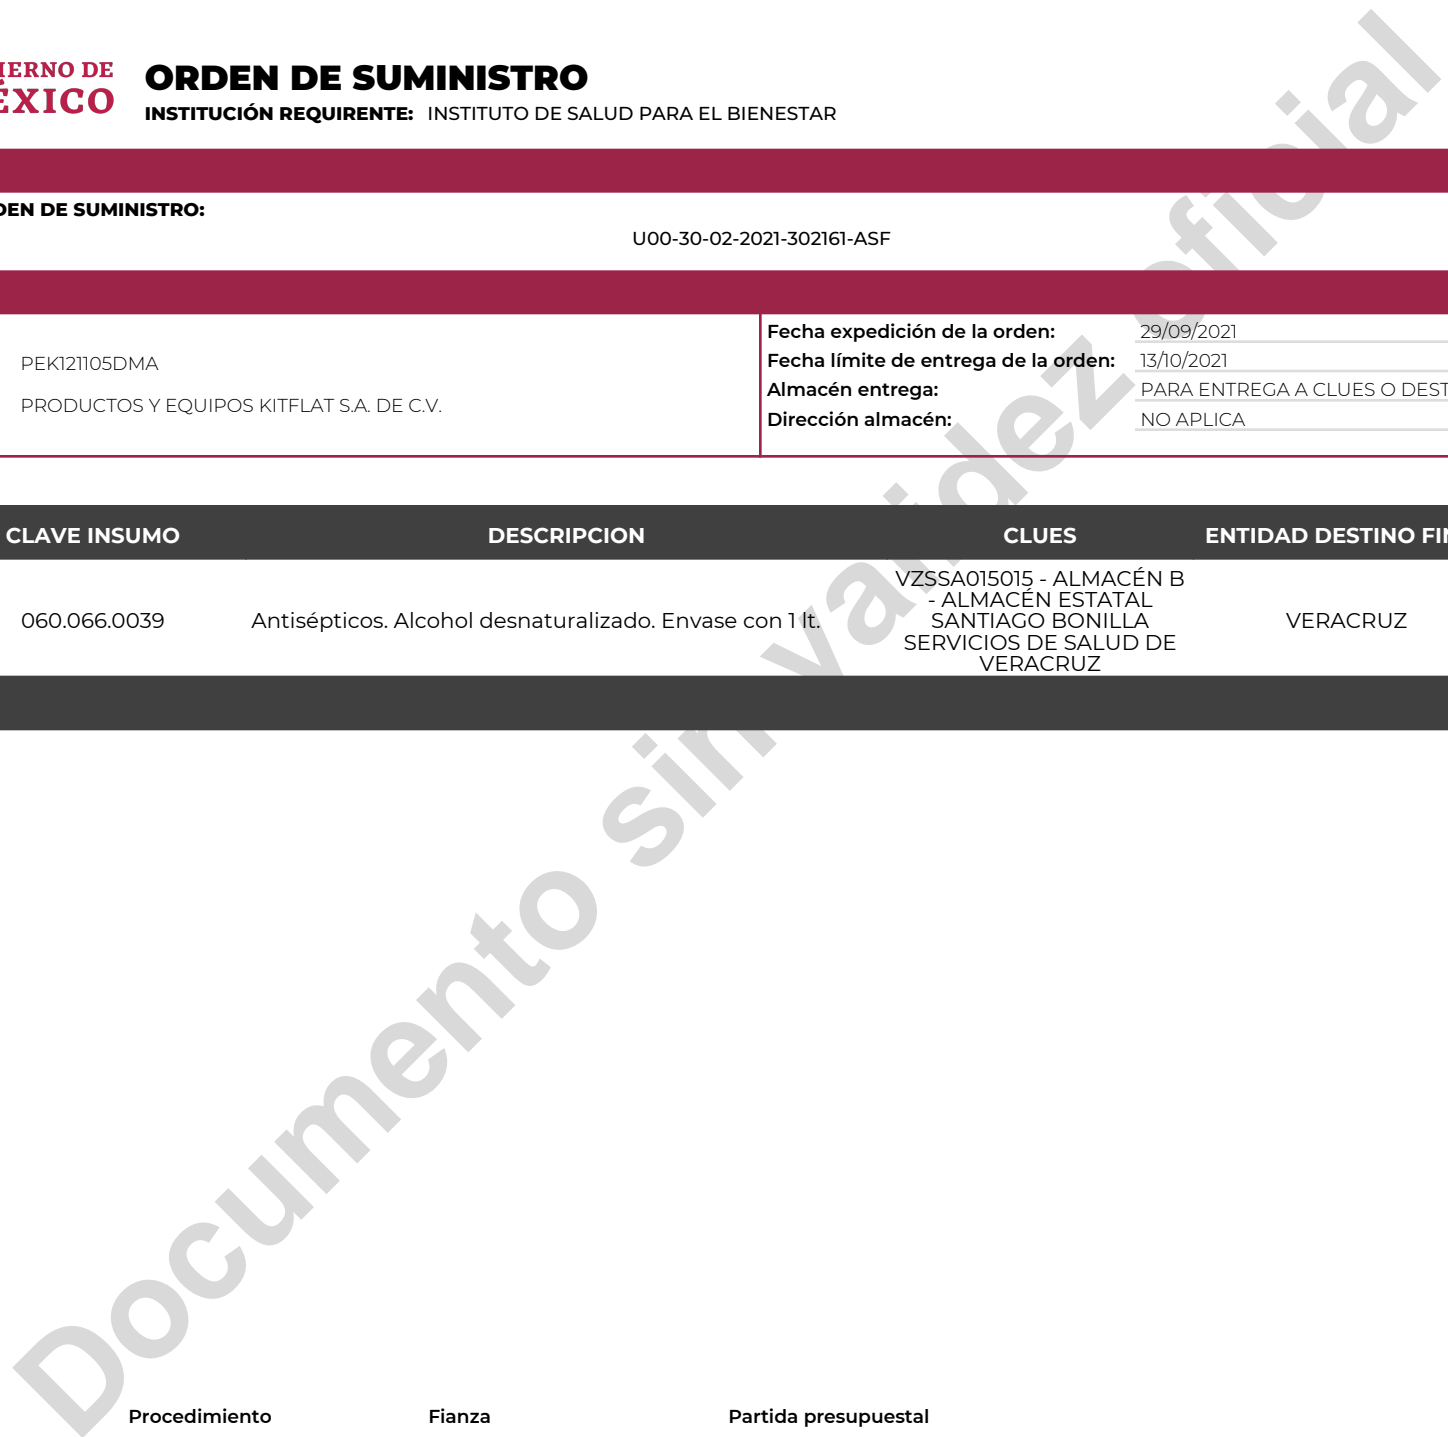 IERNO DE
ÉXICO
ORDEN DE SUMINISTRO
INSTITUCIÓN REQUIRENTE: INSTITUTO DE SALUD PARA EL BIENESTAR
DEN DE SUMINISTRO:
U00-30-02-2021-302161-ASF
PEK121105DMA
PRODUCTOS Y EQUIPOS KITFLAT S.A. DE C.V.
Fecha expedición de la orden: 29/09/2021
Fecha límite de entrega de la orden: 13/10/2021
Almacén entrega: PARA ENTREGA A CLUES O DEST
Dirección almacén: NO APLICA
CLAVE INSUMO DESCRIPCION CLUES ENTIDAD DESTINO FIN
060.066.0039
Antisépticos. Alcohol desnaturalizado. Envase con 1 lt.
VZSSA015015 - ALMACÉN B
- ALMACÉN ESTATAL
SANTIAGO BONILLA
SERVICIOS DE SALUD DE
VERACRUZ
VERACRUZ
Documento sin validez oficial
Procedimiento Fianza Partida presupuestal